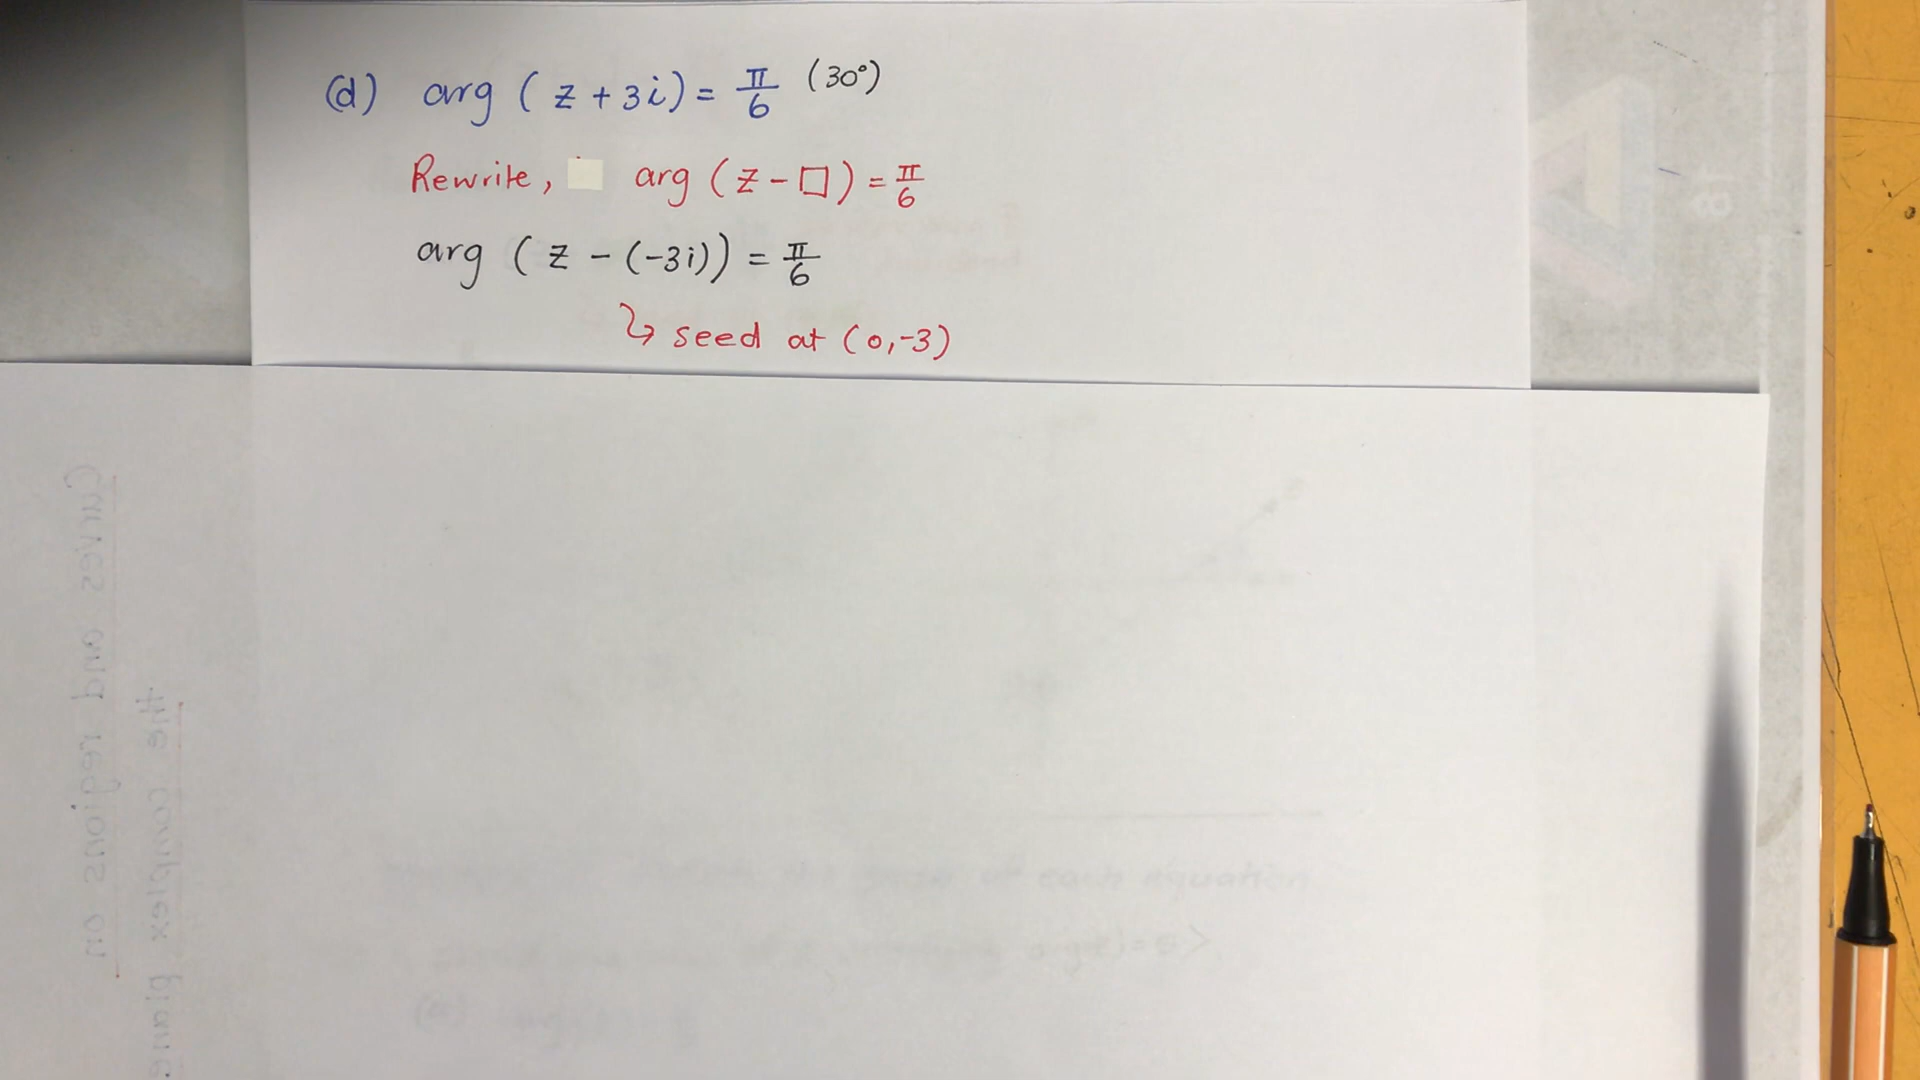 (d) arg (z + 3i) = π/6 (30°)
Rewrite, arg (z - □) = π/6
arg (z - (-3i)) = π/6
↳ seed at (0,-3)